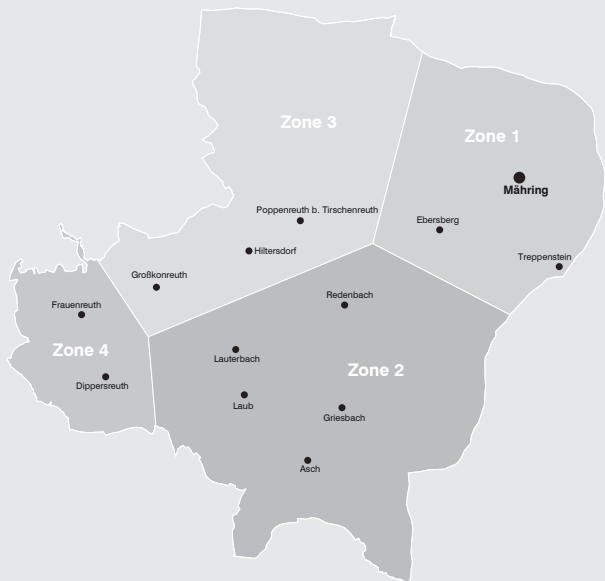 Zone 3
Zone 1
Mähring
Poppenreuth b. Tirschenreuth
Ebersberg
Hiltersdorf
Treppenstein
Großkonreuth
Redenbach
Frauenreuth
Zone 4
Lauterbach
Zone 2
Dippersreuth
Laub
Griesbach
Asch